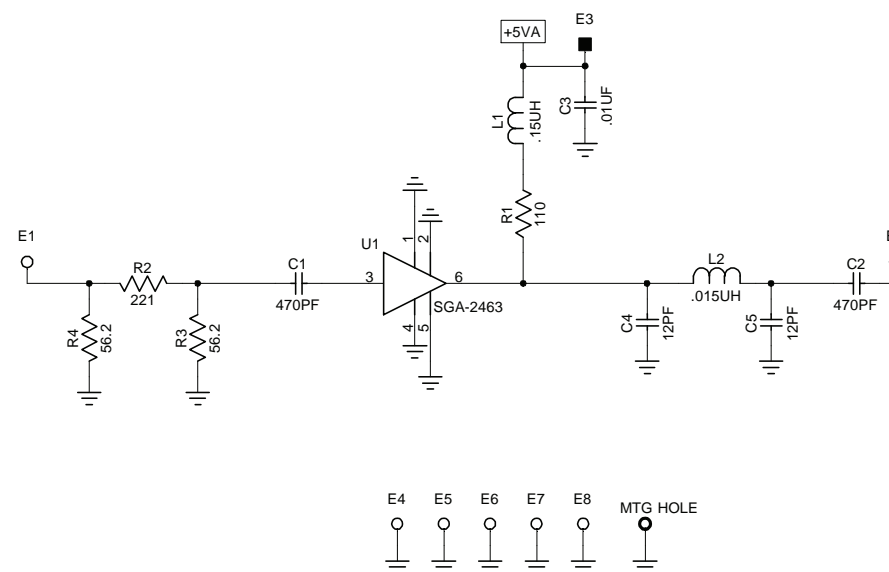 E3
+5VA
L1
.15UH
C3
.01UF
R1
110
E1
R2
221
C1
470PF
U1
1
2
3
6
4
5
SGA-2463
L2
.015UH
C2
470PF
R4
56.2
R3
56.2
C4
12PF
C5
12PF
E4
E5
E6
E7
E8
MTG HOLE